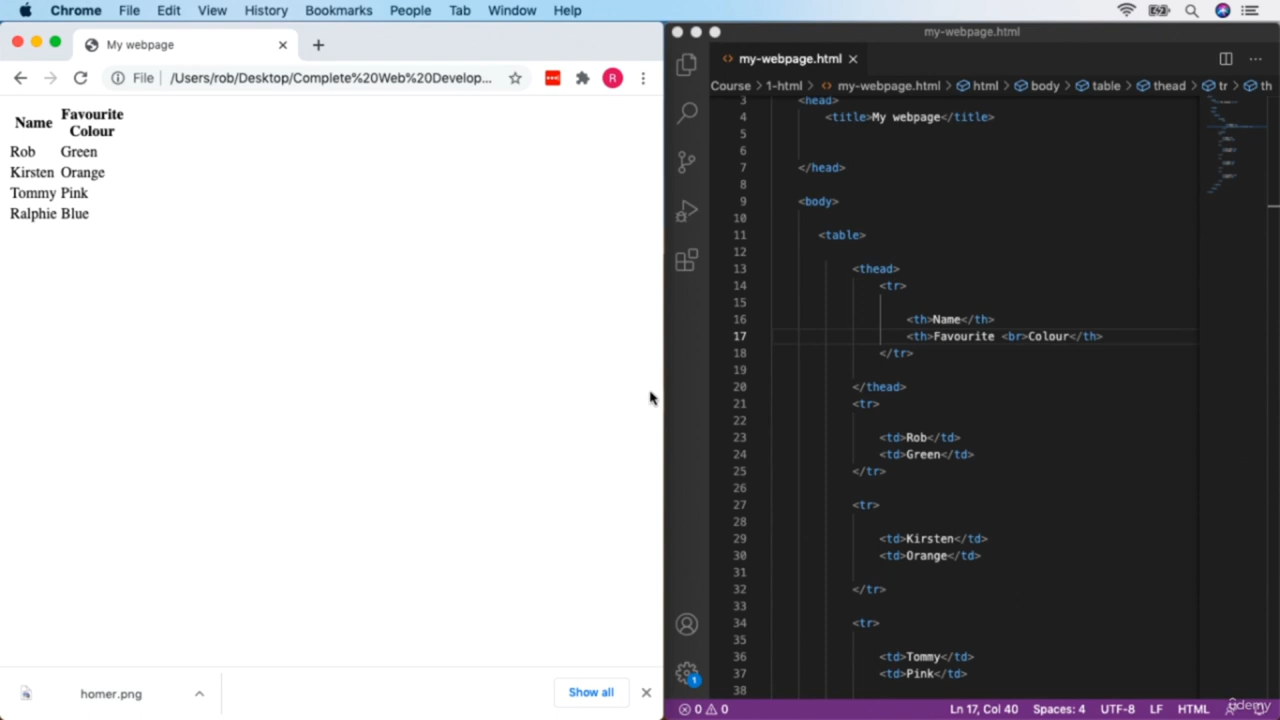 Chrome File Edit View History Bookmarks People Tab Window Help
My webpage
File /Users/rob/Desktop/Complete%20Web%20Develop...
R
Name Favourite Colour
Rob Green
Kirsten Orange
Tommy Pink
Ralphie Blue
homer.png
Show all
my-webpage.html
my-webpage.html
Course > 1-html > my-webpage.html > html > body > table > thead > tr > th
3 <head>
4 <title>My webpage</title>
5
6
7 </head>
8
9 <body>
10
11 <table>
12
13 <thead>
14 <tr>
15
16 <th>Name</th>
17 <th>Favourite <br>Colour</th>
18 </tr>
19
20 </thead>
21 <tr>
22
23 <td>Rob</td>
24 <td>Green</td>
25 </tr>
26
27 <tr>
28
29 <td>Kirsten</td>
30 <td>Orange</td>
31
32 </tr>
33
34 <tr>
35
36 <td>Tommy</td>
37 <td>Pink</td>
38
1
0 0 Ln 17, Col 40 Spaces: 4 UTF-8 LF HTML
udemy